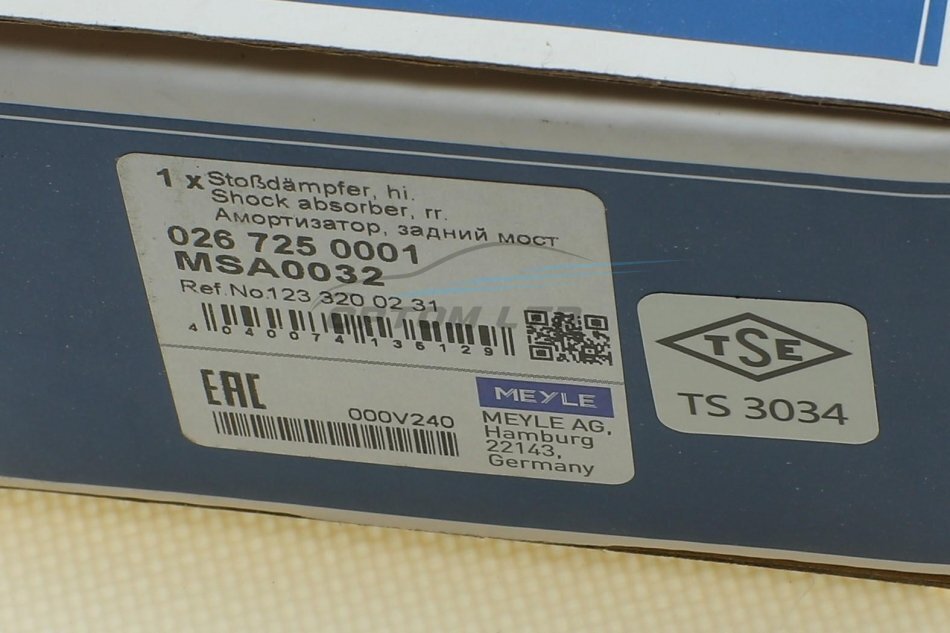 1 x Stoßdämpfer, hi.
Shock absorber, rr.
Амортизатор, задний мост
026 725 0001
MSA0032
Ref.No.123 320 02 31
4 040074 135129
EAC
000V240
MEYLE
MEYLE AG,
Hamburg
22143,
Germany
TSE
TS 3034